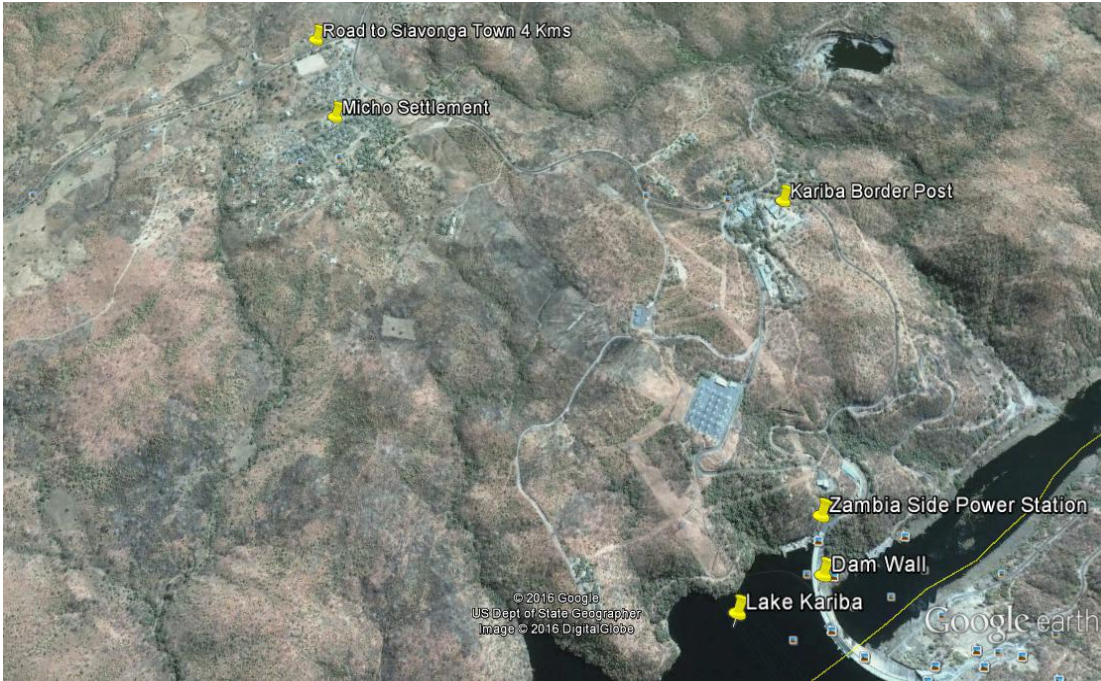 Road to Siavonga Town 4 Kms
Micho Settlement
Kariba Border Post
Zambia Side Power Station
Dam Wall
Lake Kariba
© 2016 Google
US Dept of State Geographer
Image © 2016 DigitalGlobe
Google earth